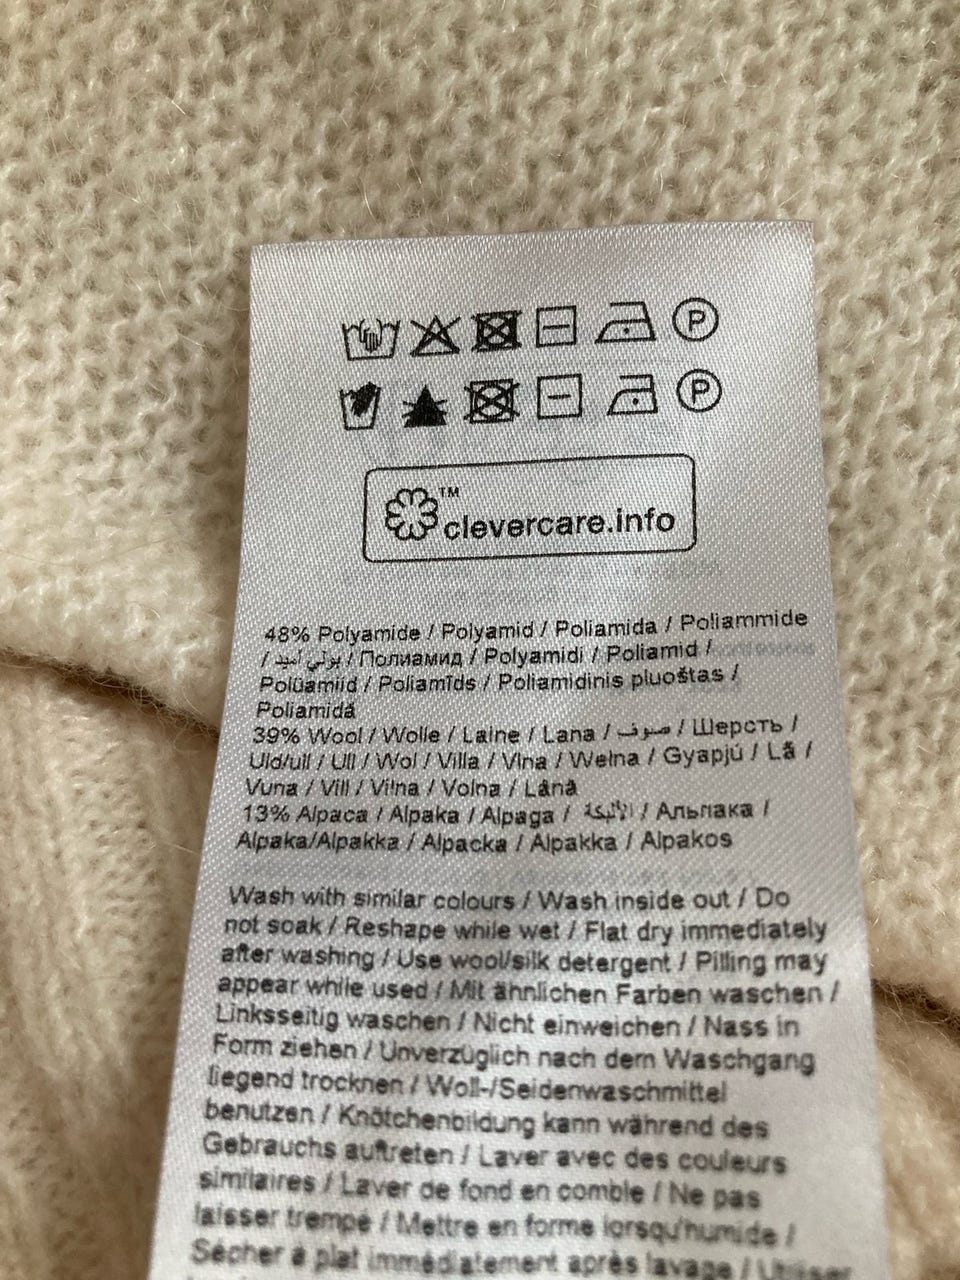 P
P
™
clevercare.info
48% Polyamide / Polyamid / Poliamida / Poliammide
/ بولي أميد / Полиамид / Polyamidi / Poliamid /
Polüamiid / Poliamīds / Poliamidinis pluoštas /
Poliamidă
39% Wool / Wolle / Laine / Lana / صوف / Шерсть /
Uld/ull / Ull / Wol / Villa / Vlna / Wełna / Gyapjú / Lã /
Vuna / Vill / Vilna / Volna / Lână
13% Alpaca / Alpaka / Alpaga / الألبكة / Альпака /
Alpaka/Alpakka / Alpacka / Alpakka / Alpakos
Wash with similar colours / Wash inside out / Do
not soak / Reshape while wet / Flat dry immediately
after washing / Use wool/silk detergent / Pilling may
appear while used / Mit ähnlichen Farben waschen /
Linksseitig waschen / Nicht einweichen / Nass in
Form ziehen / Unverzüglich nach dem Waschgang
liegend trocknen / Woll-/Seidenwaschmittel
benutzen / Knötchenbildung kann während des
Gebrauchs auftreten / Laver avec des couleurs
similaires / Laver de fond en comble / Ne pas
laisser trempé / Mettre en forme lorsqu'humide /
Sécher à plat immédiatement après lavage / Utiliser